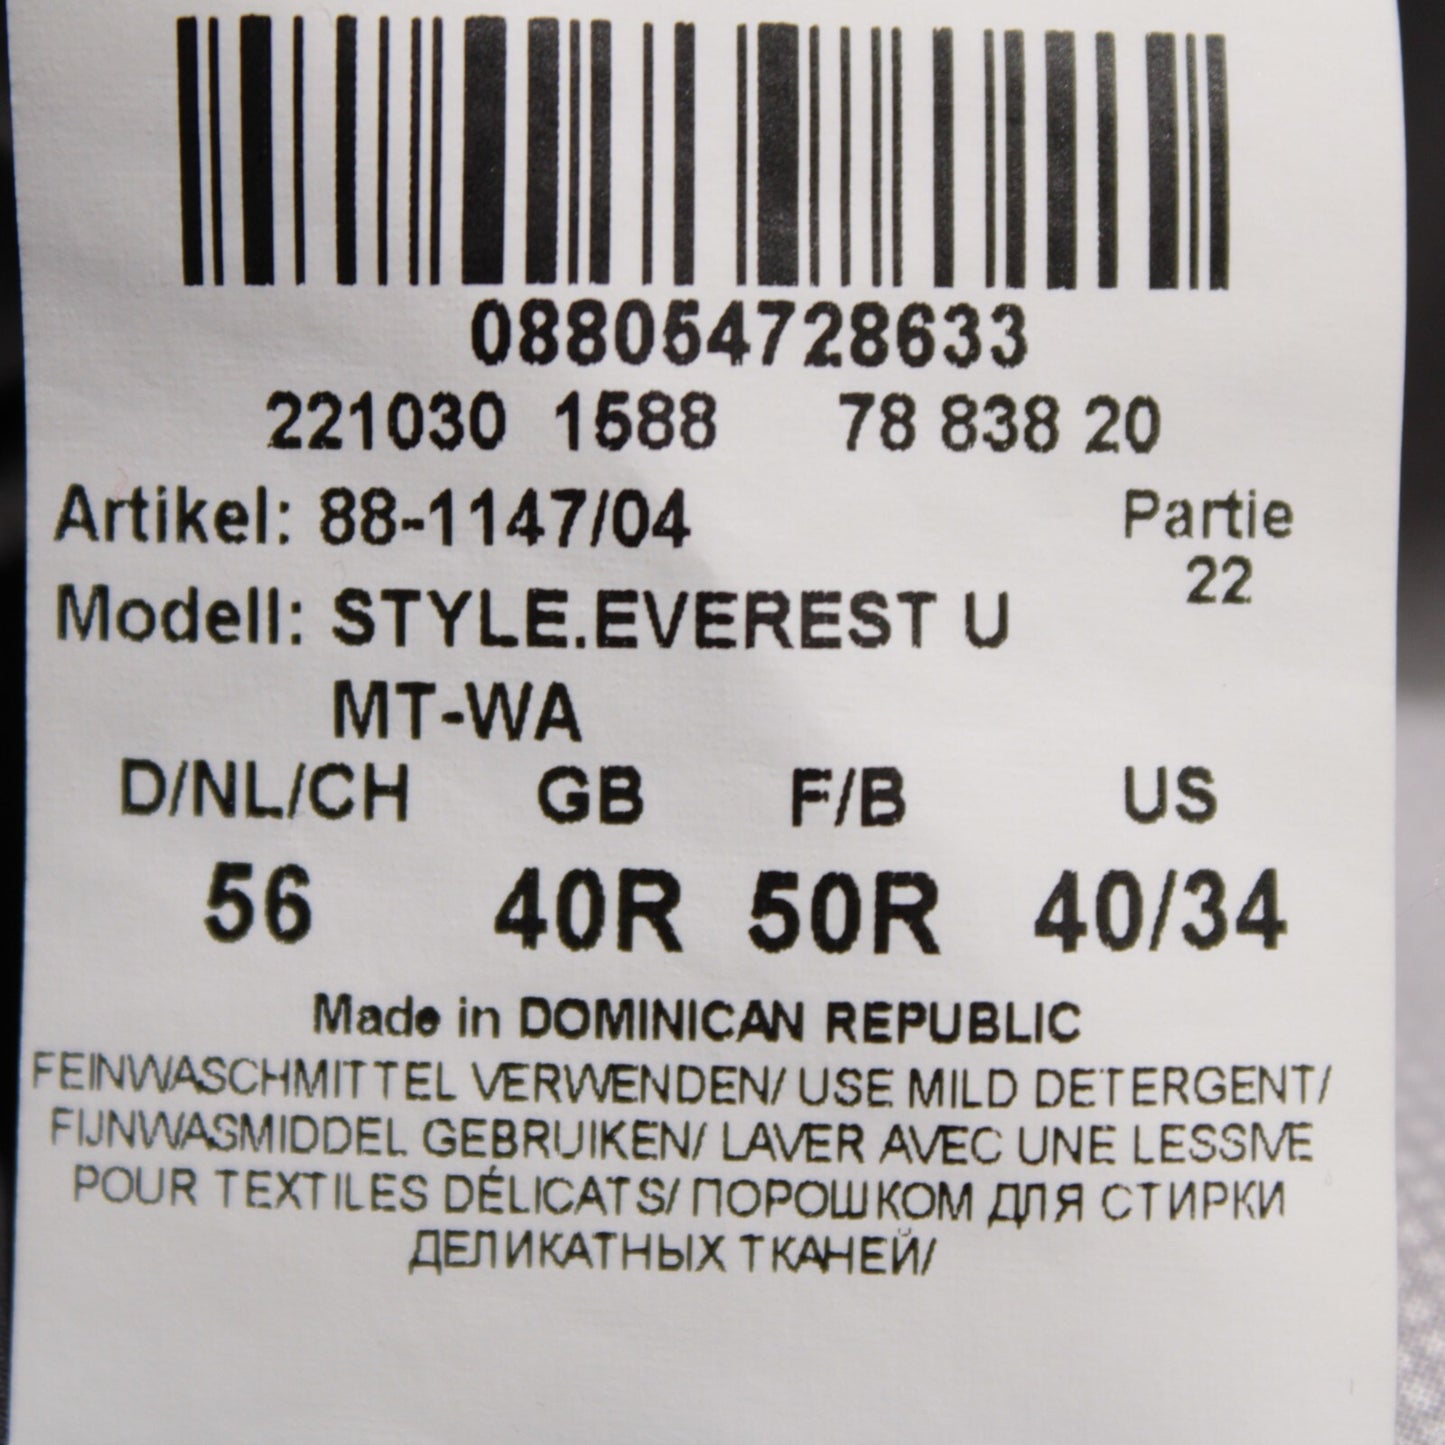 088054728633
221030 1588 78 838 20
Artikel: 88-1147/04 Partie
22
Modell: STYLE.EVEREST U
MT-WA
D/NL/CH GB F/B US
56 40R 50R 40/34
Made in DOMINICAN REPUBLIC
FEINWASCHMITTEL VERWENDEN/ USE MILD DETERGENT/
FIJNWASMIDDEL GEBRUIKEN/ LAVER AVEC UNE LESSIVE
POUR TEXTILES DÉLICATS/ ПОРОШКОМ ДЛЯ СТИРКИ
ДЕЛИКАТНЫХ ТКАНЕЙ/